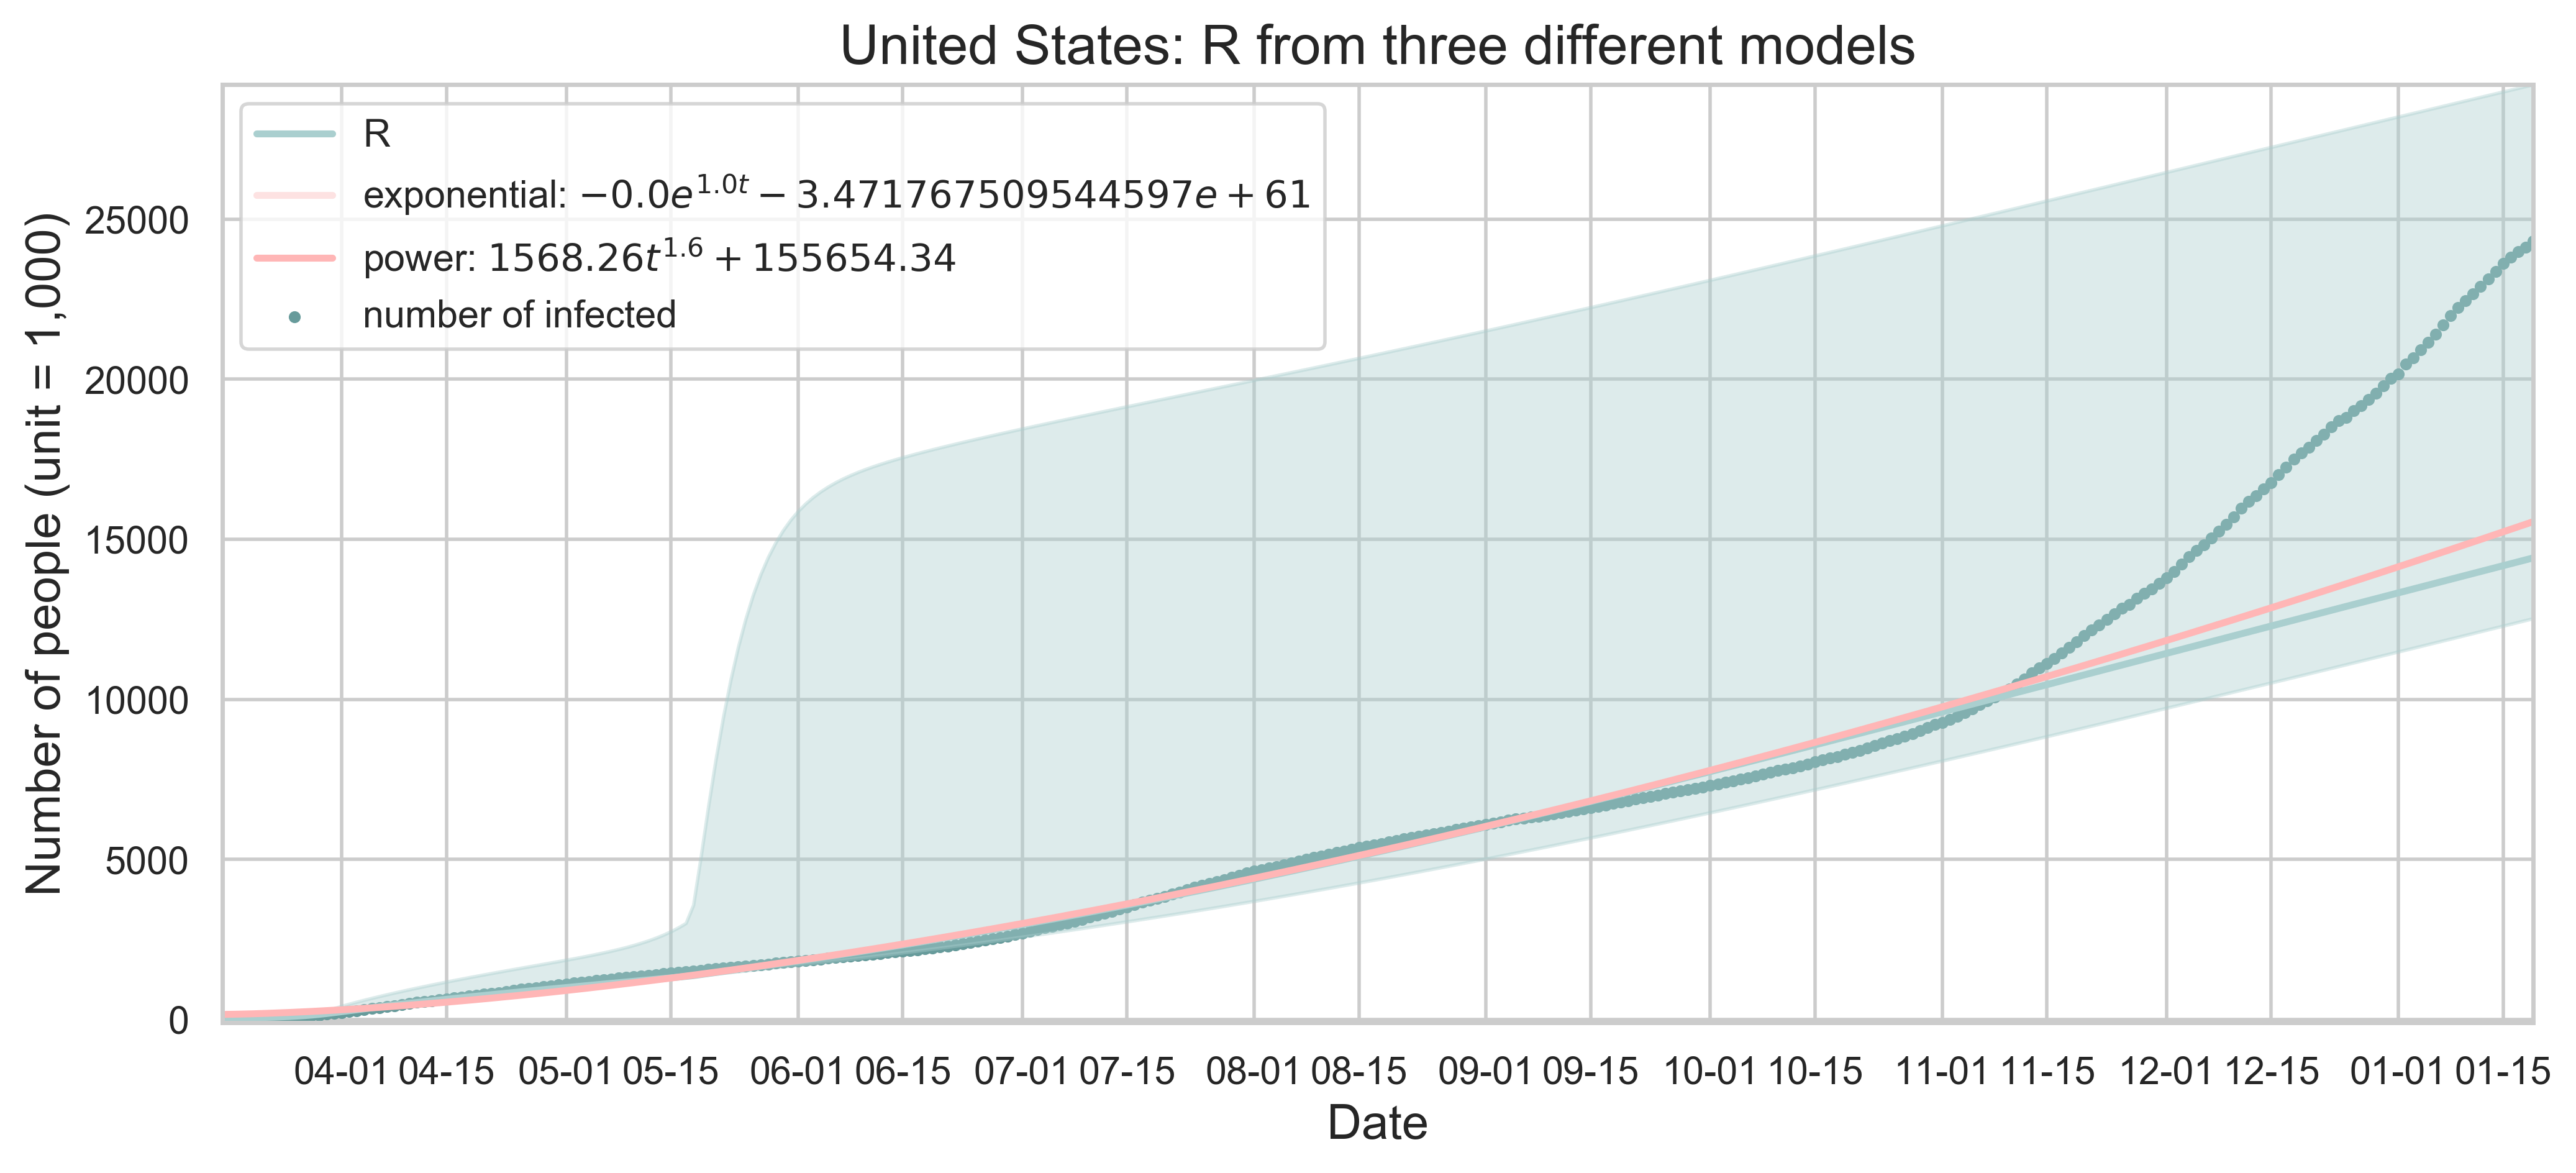 United States: R from three different models
R
exponential: −0.0e^{1.0t} − 3.4717675095445​97e + 61
power: 1568.26t^{1.6} + 155654.34
number of infected
Number of people (unit = 1,000)
25000
20000
15000
10000
5000
0
04-01 04-15 05-01 05-15 06-01 06-15 07-01 07-15 08-01 08-15 09-01 09-15 10-01 10-15 11-01 11-15 12-01 12-15 01-01 01-15
Date